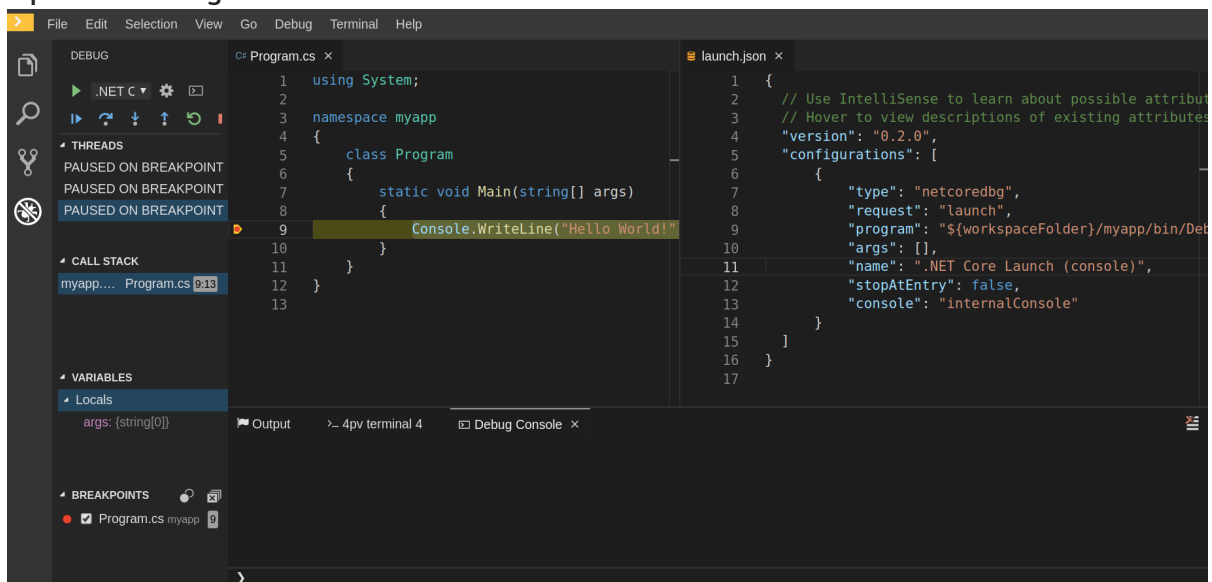 File Edit Selection View Go Debug Terminal Help
DEBUG
.NET C
THREADS
PAUSED ON BREAKPOINT
PAUSED ON BREAKPOINT
PAUSED ON BREAKPOINT
CALL STACK
myapp.... Program.cs 9:13
VARIABLES
Locals
args: {string[0]}
BREAKPOINTS
Program.cs myapp 9
C# Program.cs ×
1 using System;
2
3 namespace myapp
4 {
5 class Program
6 {
7 static void Main(string[] args)
8 {
9 Console.WriteLine("Hello World!"
10 }
11 }
12 }
13
launch.json ×
1 {
2 // Use IntelliSense to learn about possible attribut
3 // Hover to view descriptions of existing attributes
4 "version": "0.2.0",
5 "configurations": [
6 {
7 "type": "netcoredbg",
8 "request": "launch",
9 "program": "${workspaceFolder}/myapp/bin/Deb
10 "args": [],
11 "name": ".NET Core Launch (console)",
12 "stopAtEntry": false,
13 "console": "internalConsole"
14 }
15 ]
16 }
17
Output >_ 4pv terminal 4 Debug Console ×
❯